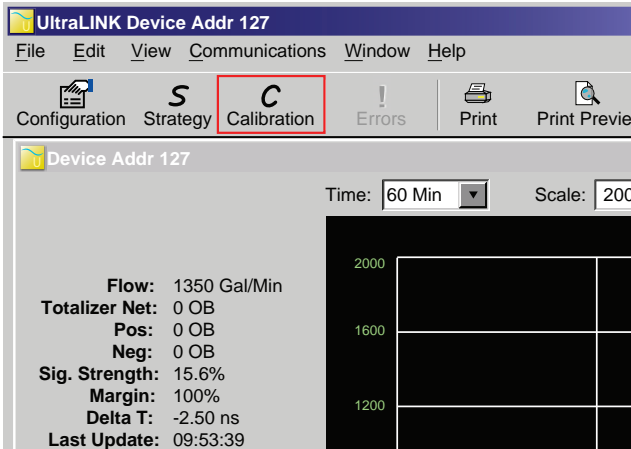 UltraLINK Device Addr 127
File Edit View Communications Window Help
S C !
Configuration Strategy Calibration Errors Print Print Previe
Device Addr 127
Time: 60 Min Scale: 200
2000
Flow: 1350 Gal/Min
Totalizer Net: 0 OB
Pos: 0 OB
1600
Neg: 0 OB
Sig. Strength: 15.6%
Margin: 100%
1200
Delta T: -2.50 ns
Last Update: 09:53:39